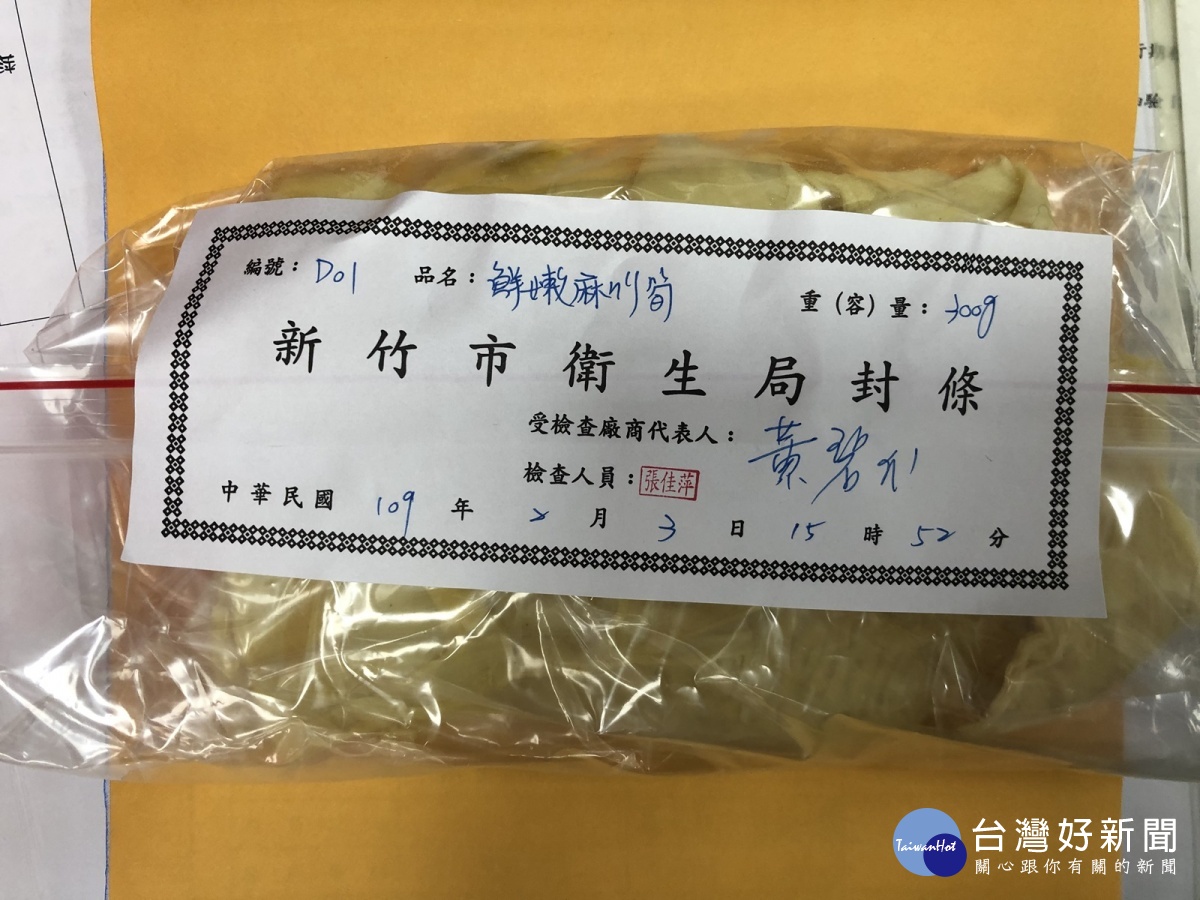 編號：D01 品名：鮮嫩麻竹筍 重（容）量：300g
新竹市衛生局封條
受檢查廠商代表人：黃碧
檢查人員：張佳萍
中華民國 109 年 2 月 3 日 15 時 52 分
台灣好新聞
TaiwanHot
關心跟你有關的新聞